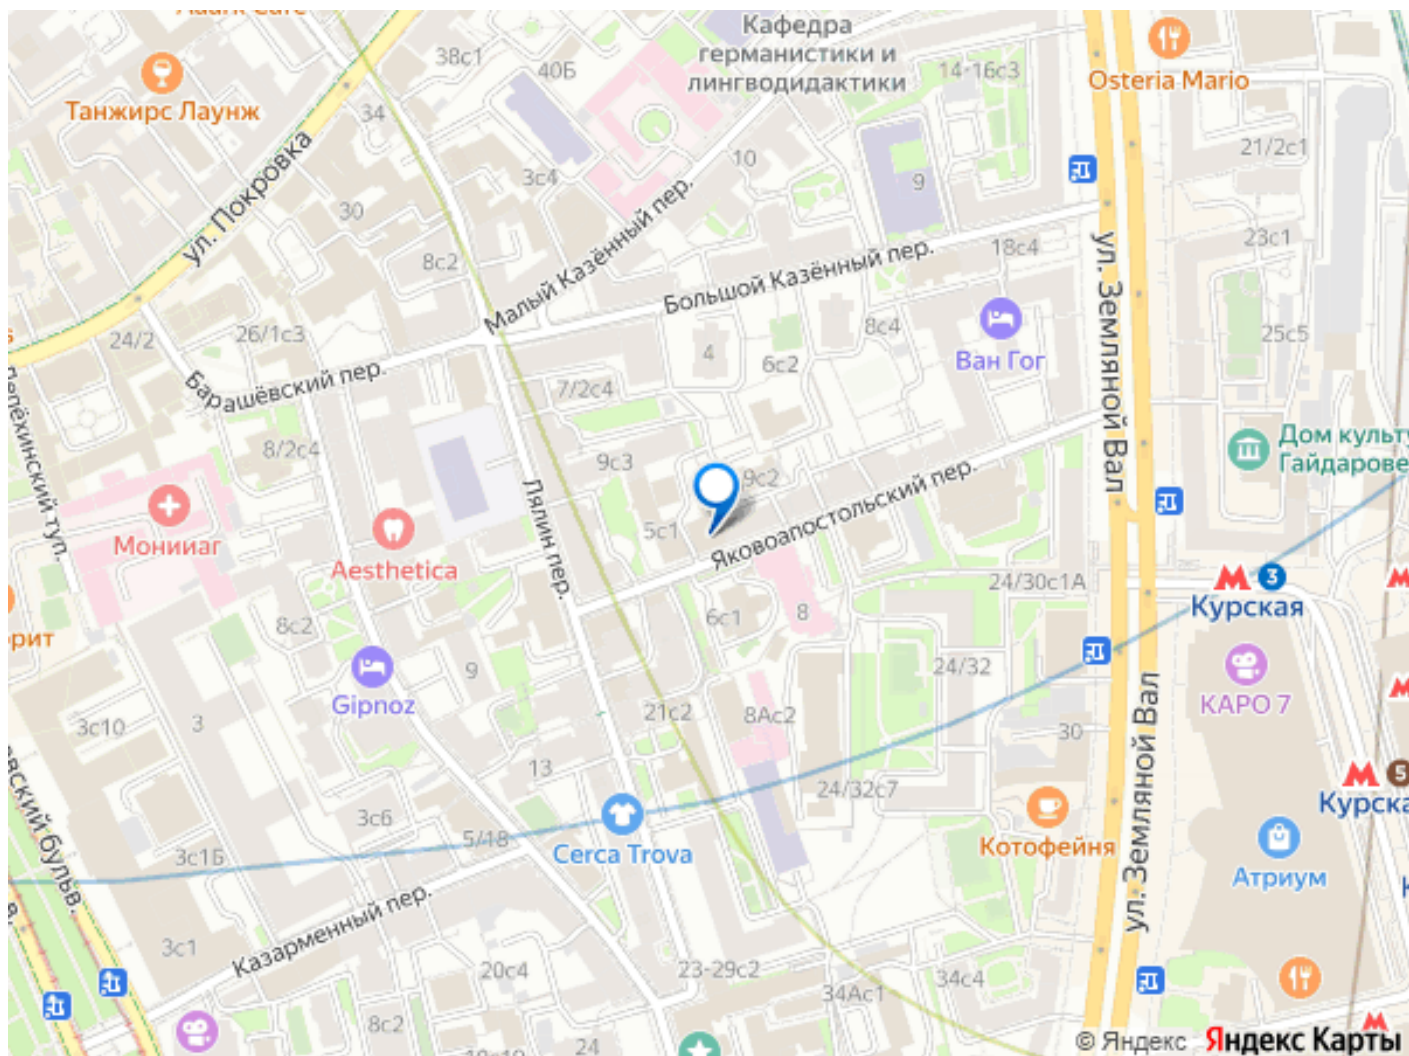 38с1
Кафедра
германистики и
лингводидактики
40Б
14-16с3
Osteria Mario
Танжирс Лаунж
34
3с4
10
9
21/2с1
ул. Покровка
30
8с2
Малый Казённый пер.
Большой Казённый пер.
18с4
ул. Земляной Вал
23с1
24/2
26/1с3
Барашёвский пер.
4
6с2
8с4
Ван Гог
25с5
7/2с4
8/2с4
9с3
9с2
Дом культу
Гайдарове
Лялин пер.
5с1
Яковоапостольский пер.
Мониаг
Aesthetica
24/30с1А
3
Курская
8с2
6с1
8
9
24/32
Gipnoz
КАРО 7
3с10
3
21с2
8Ас2
30
13
24/32с7
ул. Земляной Вал
5
Курска
3с6
5/18
3с1Б
Cerca Trova
Котофейня
Атриум
Казарменный пер.
3с1
20с4
23-29с2
34с4
34Ас1
8с2
24
© Яндекс Яндекс Карты